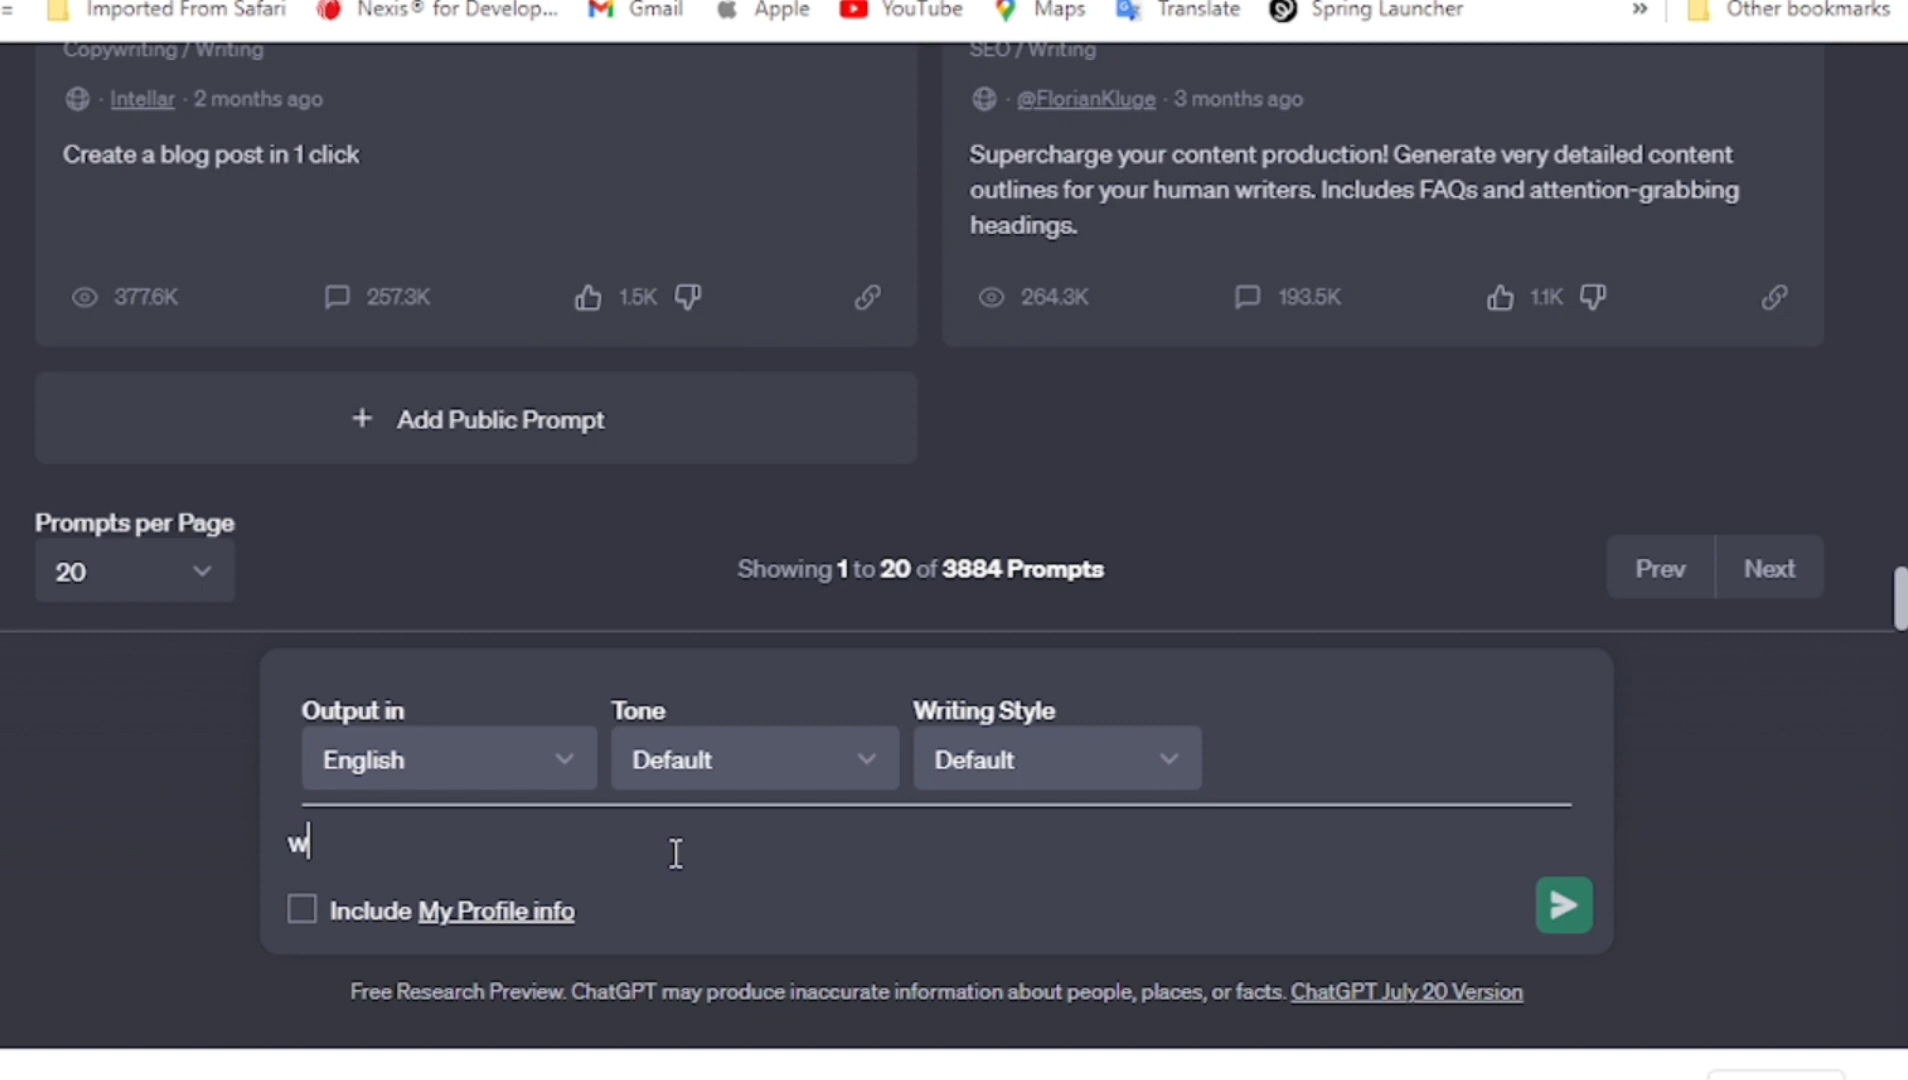 Imported From Safari Nexis® for Develop... Gmail Apple YouTube Maps Translate Spring Launcher » Other bookmarks
Copywriting / Writing
· Intellar · 2 months ago
Create a blog post in 1 click
377.6K 257.3K 1.5K
SEO / Writing
· @FlorianKluge · 3 months ago
Supercharge your content production! Generate very detailed content
outlines for your human writers. Includes FAQs and attention-grabbing
headings.
264.3K 193.5K 1.1K
+ Add Public Prompt
Prompts per Page
20
Showing 1 to 20 of 3884 Prompts
Prev Next
Output in Tone Writing Style
English Default Default
w
Include My Profile info
Free Research Preview. ChatGPT may produce inaccurate information about people, places, or facts. ChatGPT July 20 Version